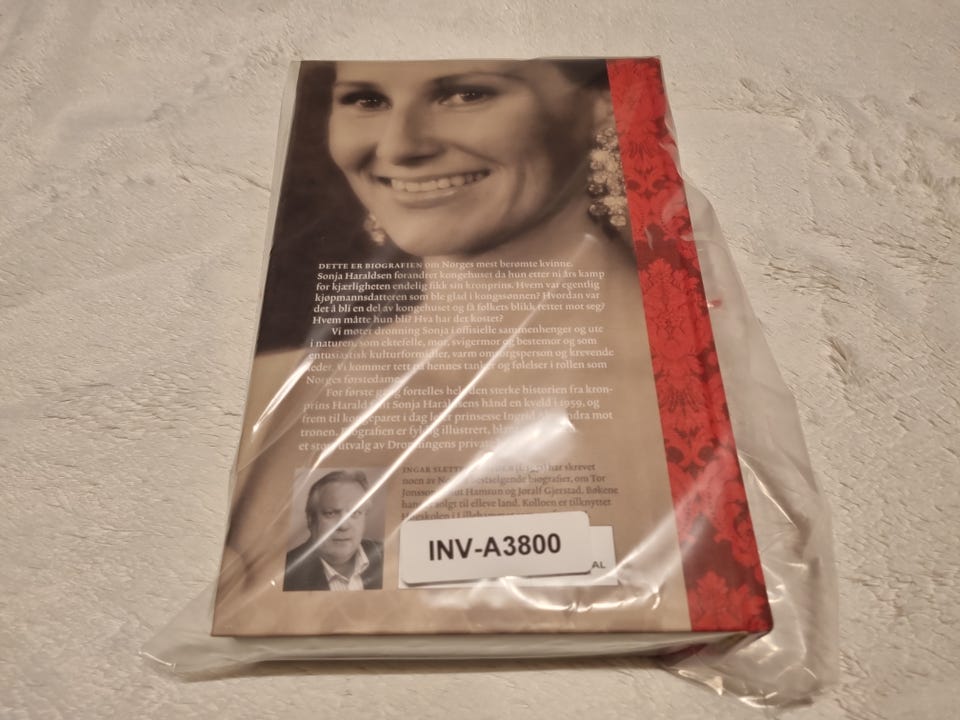 DETTE ER BIOGRAFIEN om Norges mest berømte kvinne.
Sonja Haraldsen forandret kongehuset da hun etter ni års kamp
for kjærligheten endelig fikk sin kronprins. Hvem var egentlig
kjøpmannsdatteren som ble glad i kongssønnen? Hvordan var
det å bli en del av kongehuset og få folkets blikk rettet mot seg?
Hvem måtte hun bli? Hva har det kostet?
Vi møter dronning Sonja i offisielle sammenhenger og ute
i naturen, som ektefelle, mor, svigermor og bestemor og som
entusiastisk kulturformidler, varm omsorgsperson og krevende
leder. Vi kommer tett på hennes tanker og følelser i rollen som
Norges førstedame.
For første gang fortelles hele den sterke historien fra kron-
prins Harald Sonja Haraldsens hånd en kveld i 1959, og
frem til kongeparet i dag leder prinsesse Ingrid Alexandra mot
tronen. Biografien er fyldig illustrert,
et stort utvalg av Dronningens private
INGAR SLETTEN har skrevet
noen av bestselgende biografier, om Tor
Jonsson, Hamsun og Joralf Gjerstad. Bøkene
solgt til elleve land. Kolloen er tilknyttet
i Lillehammer
INV-A3800
AL